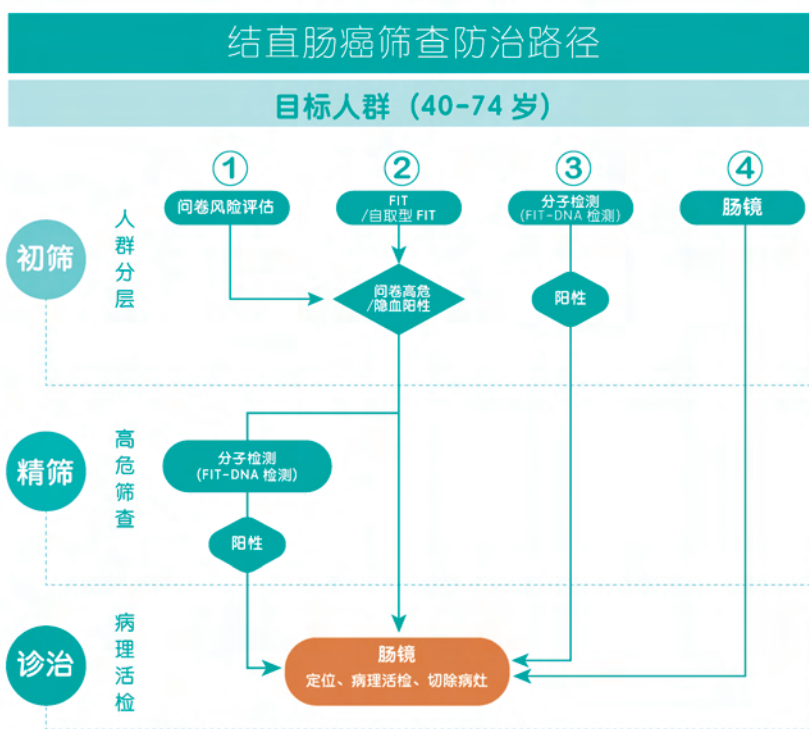 结直肠癌筛查防治路径
目标人群（40-74 岁）
①
②
③
④
问卷风险评估
FIT
/自取型 FIT
分子检测
(FIT-DNA 检测)
肠镜
初筛
人群分层
问卷高危
/隐血阳性
阳性
精筛
高危筛查
分子检测
(FIT-DNA 检测)
阳性
诊治
病理活检
肠镜
定位、病理活检、切除病灶